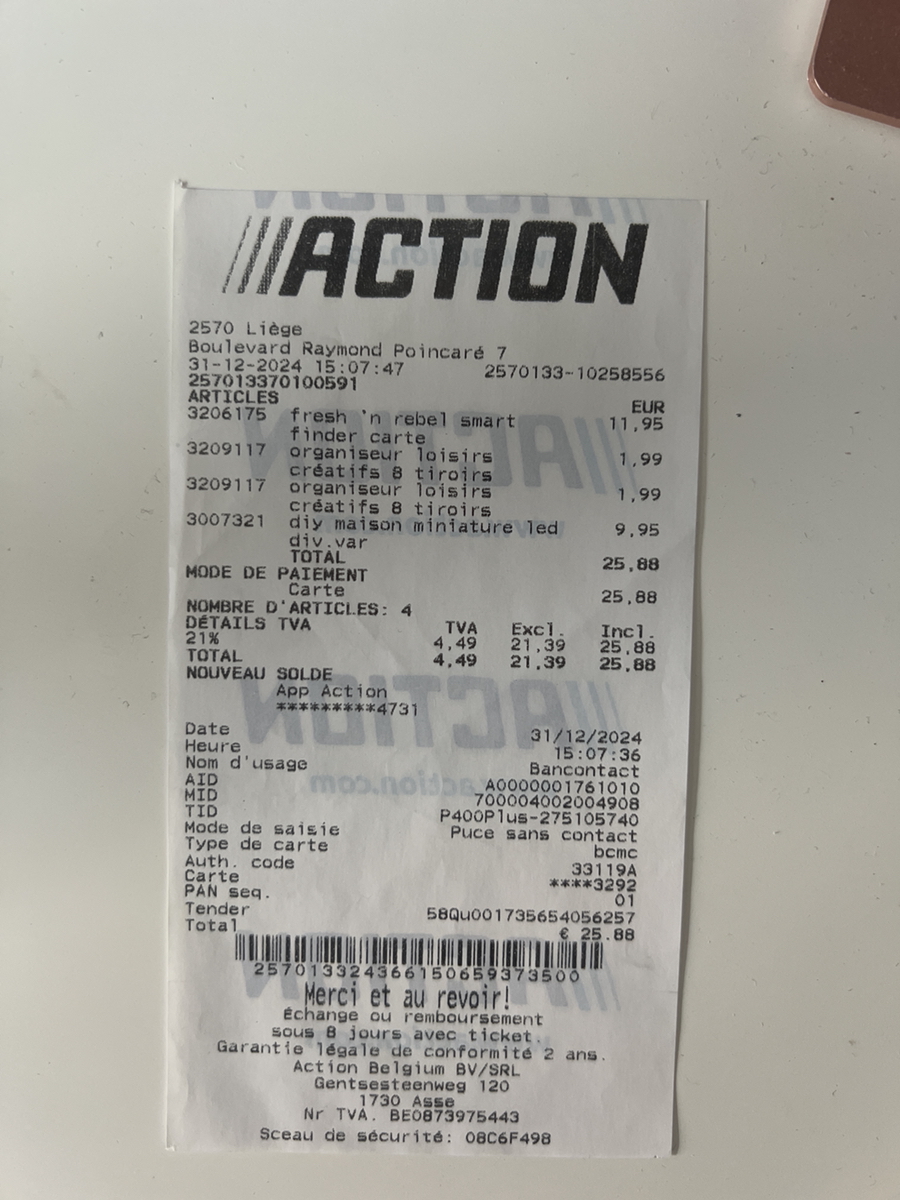 ACTION
2570 Liège
Boulevard Raymond Poincaré 7
31-12-2024 15:07:47 2570133-10258556
257013370100591
ARTICLES EUR
3206175 fresh 'n rebel smart 11,95
finder carte
3209117 organiseur loisirs 1,99
créatifs 8 tiroirs
3209117 organiseur loisirs 1,99
créatifs 8 tiroirs
3007321 diy maison miniature led 9,95
div.var
TOTAL 25,88
MODE DE PAIEMENT
Carte 25,88
NOMBRE D'ARTICLES: 4
DÉTAILS TVA TVA Excl. Incl.
21% 4,49 21,39 25,88
TOTAL 4,49 21,39 25,88
NOUVEAU SOLDE
App Action
*********4731
Date 31/12/2024
Heure 15:07:36
Nom d'usage Bancontact
AID A0000001761010
MID 700004002004908
TID P400Plus-275105740
Mode de saisie Puce sans contact
Type de carte bcmc
Auth. code 33119A
Carte ****3292
PAN seq. 01
Tender 58Qu001735654056257
Total € 25.88
2570133243661506593735​00
Merci et au revoir!
Échange ou remboursement
sous 8 jours avec ticket.
Garantie légale de conformité 2 ans.
Action Belgium BV/SRL
Gentsesteenweg 120
1730 Asse
Nr TVA. BE0873975443
Sceau de sécurité: 08C6F498